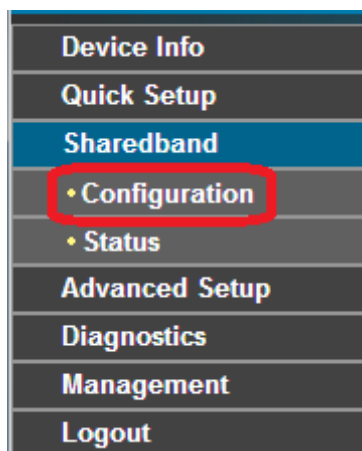 Device Info
Quick Setup
Sharedband
• Configuration
• Status
Advanced Setup
Diagnostics
Management
Logout